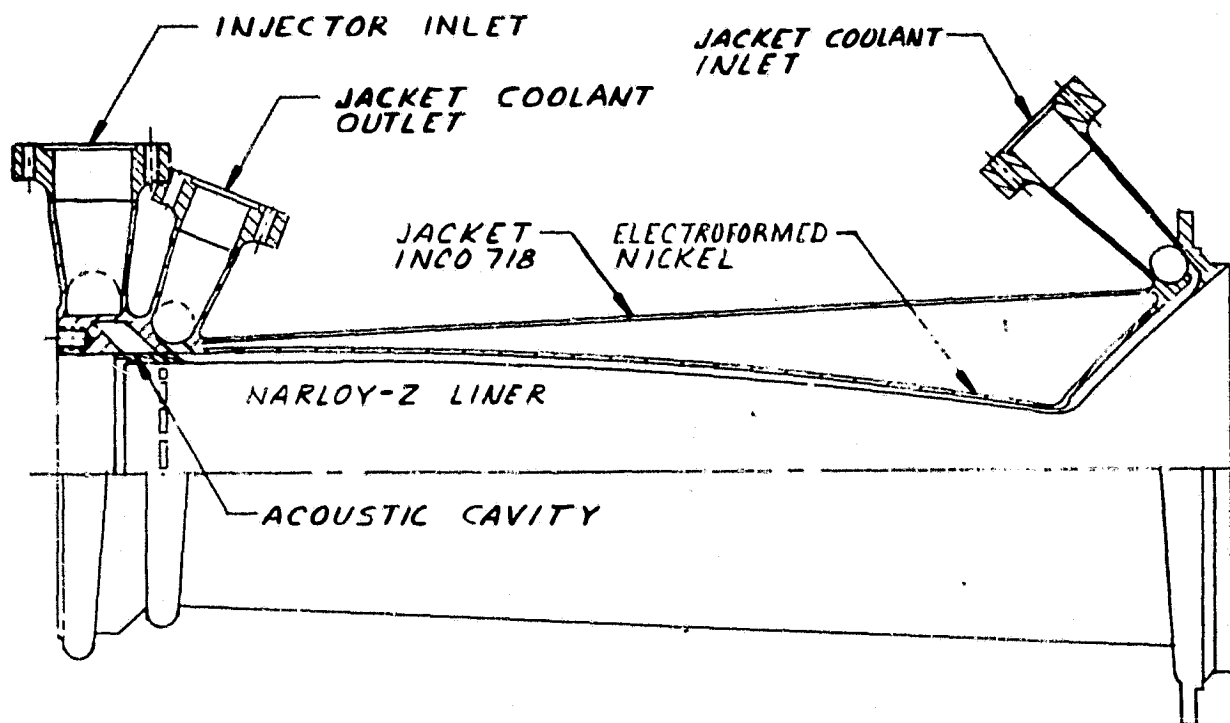 INJECTOR INLET
JACKET COOLANT
OUTLET
JACKET COOLANT
INLET
JACKET
INCO 718
ELECTROFORMED
NICKEL
NARLOY-Z LINER
ACOUSTIC CAVITY